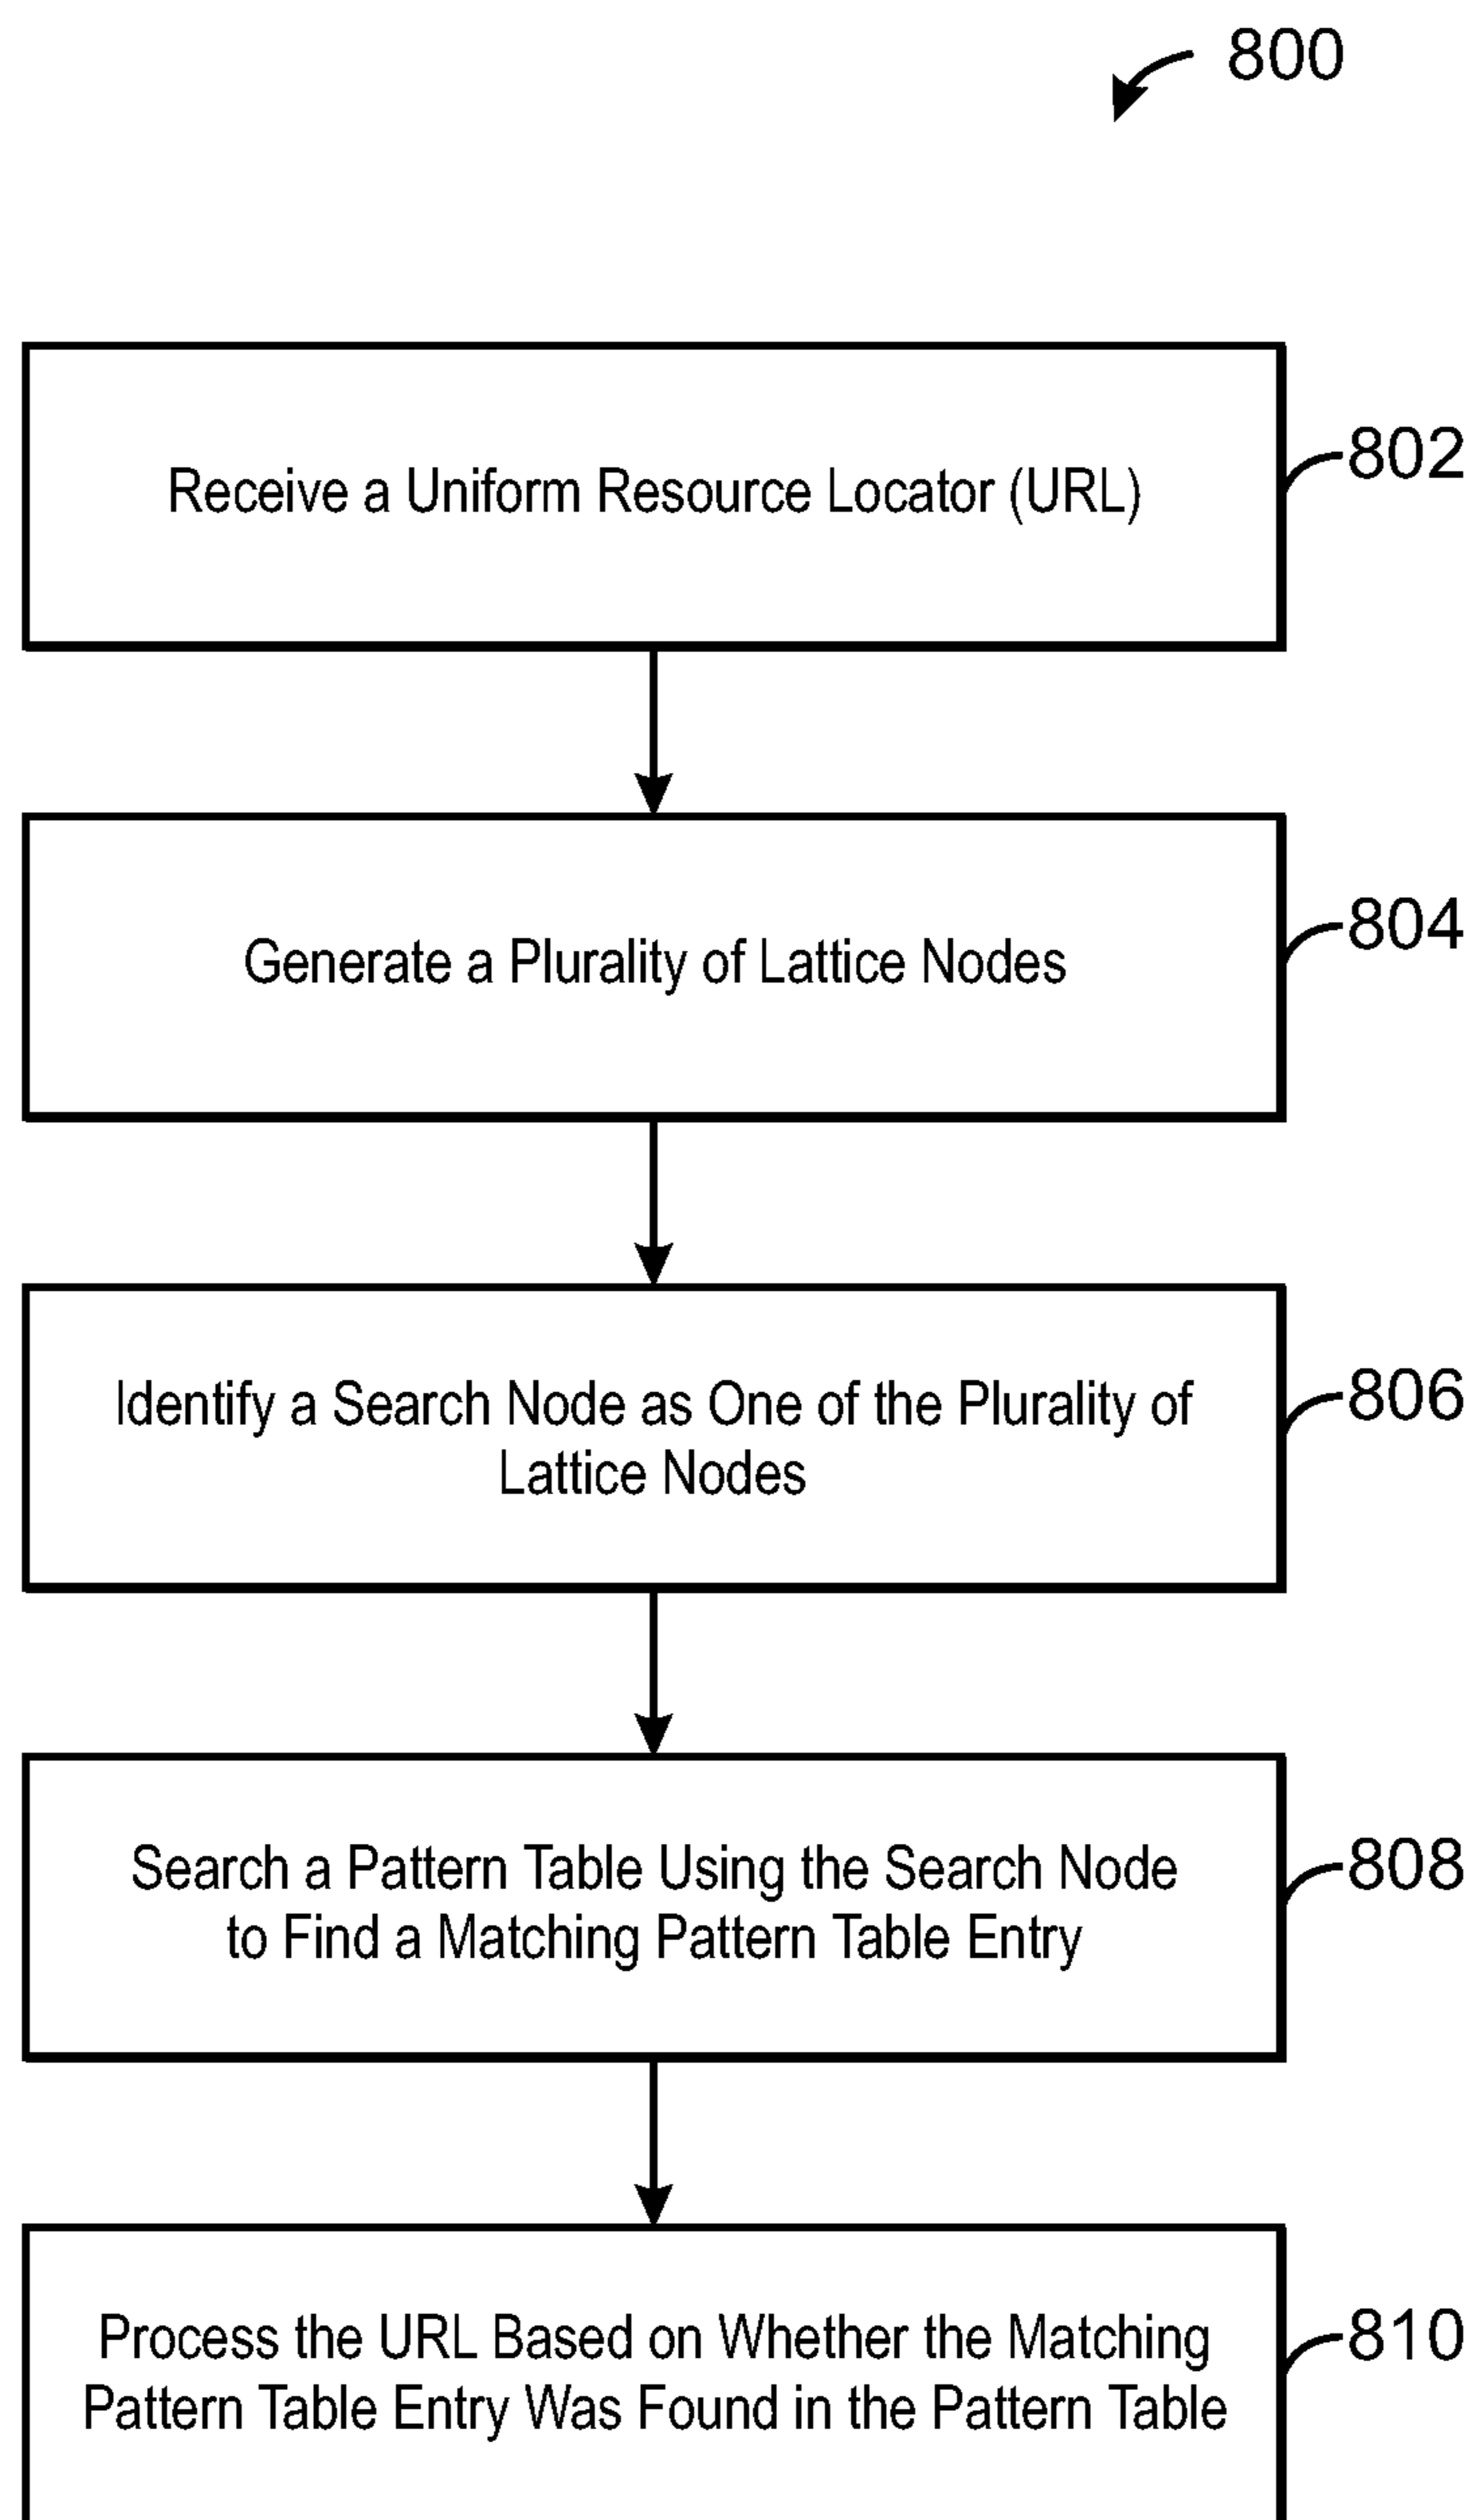 800
Receive a Uniform Resource Locator (URL)
802
Generate a Plurality of Lattice Nodes
804
Identify a Search Node as One of the Plurality of
Lattice Nodes
806
Search a Pattern Table Using the Search Node
to Find a Matching Pattern Table Entry
808
Process the URL Based on Whether the Matching
Pattern Table Entry Was Found in the Pattern Table
810